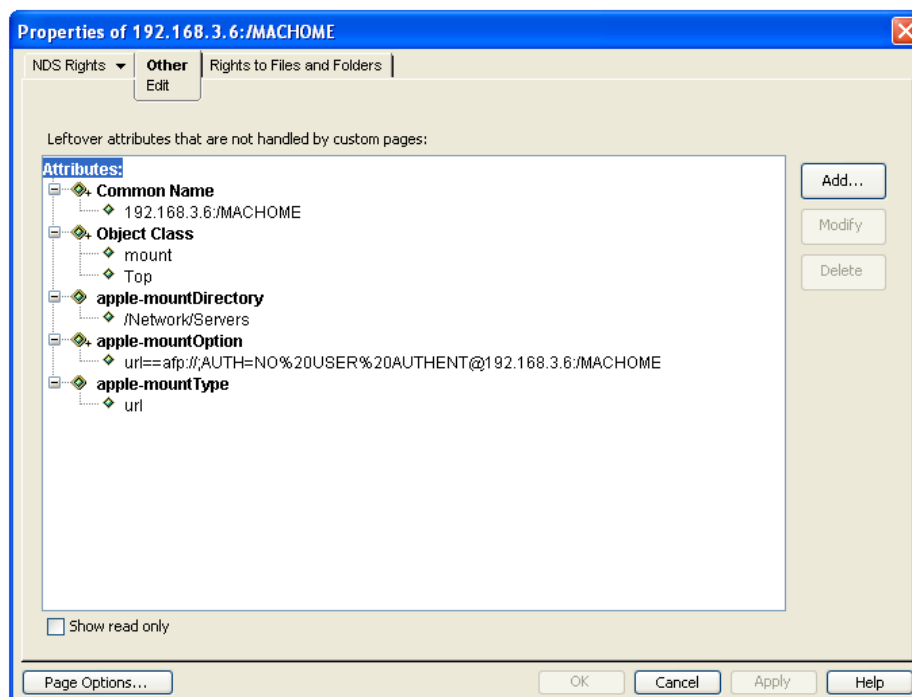 Properties of 192.168.3.6:/MACHOME
NDS Rights Other Rights to Files and Folders
Edit
Leftover attributes that are not handled by custom pages:
Attributes:
Common Name
192.168.3.6:/MACHOME
Object Class
mount
Top
apple-mountDirectory
/Network/Servers
apple-mountOption
url==afp://;AUTH=NO%20USER%20AUTHENT@192.168.3.6:/MACHOME
apple-mountType
url
Add...
Modify
Delete
Show read only
Page Options... OK Cancel Apply Help